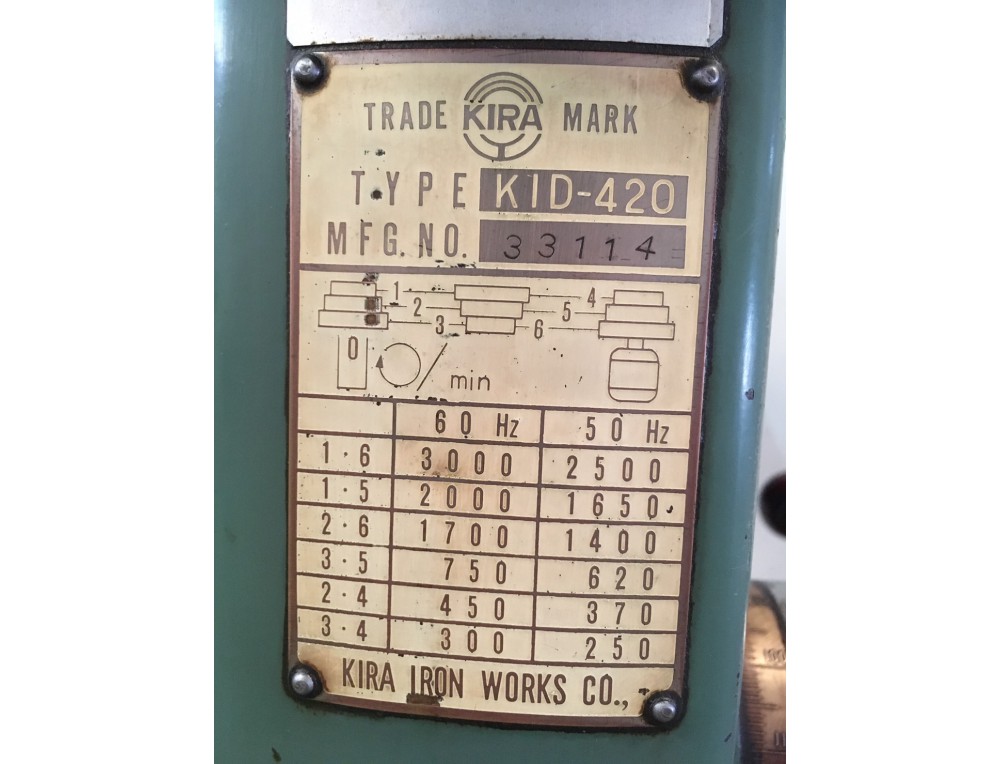 TRADE KIRA MARK
TYPE KID-420
MFG.NO. 33114
1 4
2 5
3 6
0 / min
60 Hz 50 Hz
1·6 3000 2500
1·5 2000 1650
2·6 1700 1400
3·5 750 620
2·4 450 370
3·4 300 250
KIRA IRON WORKS CO.,